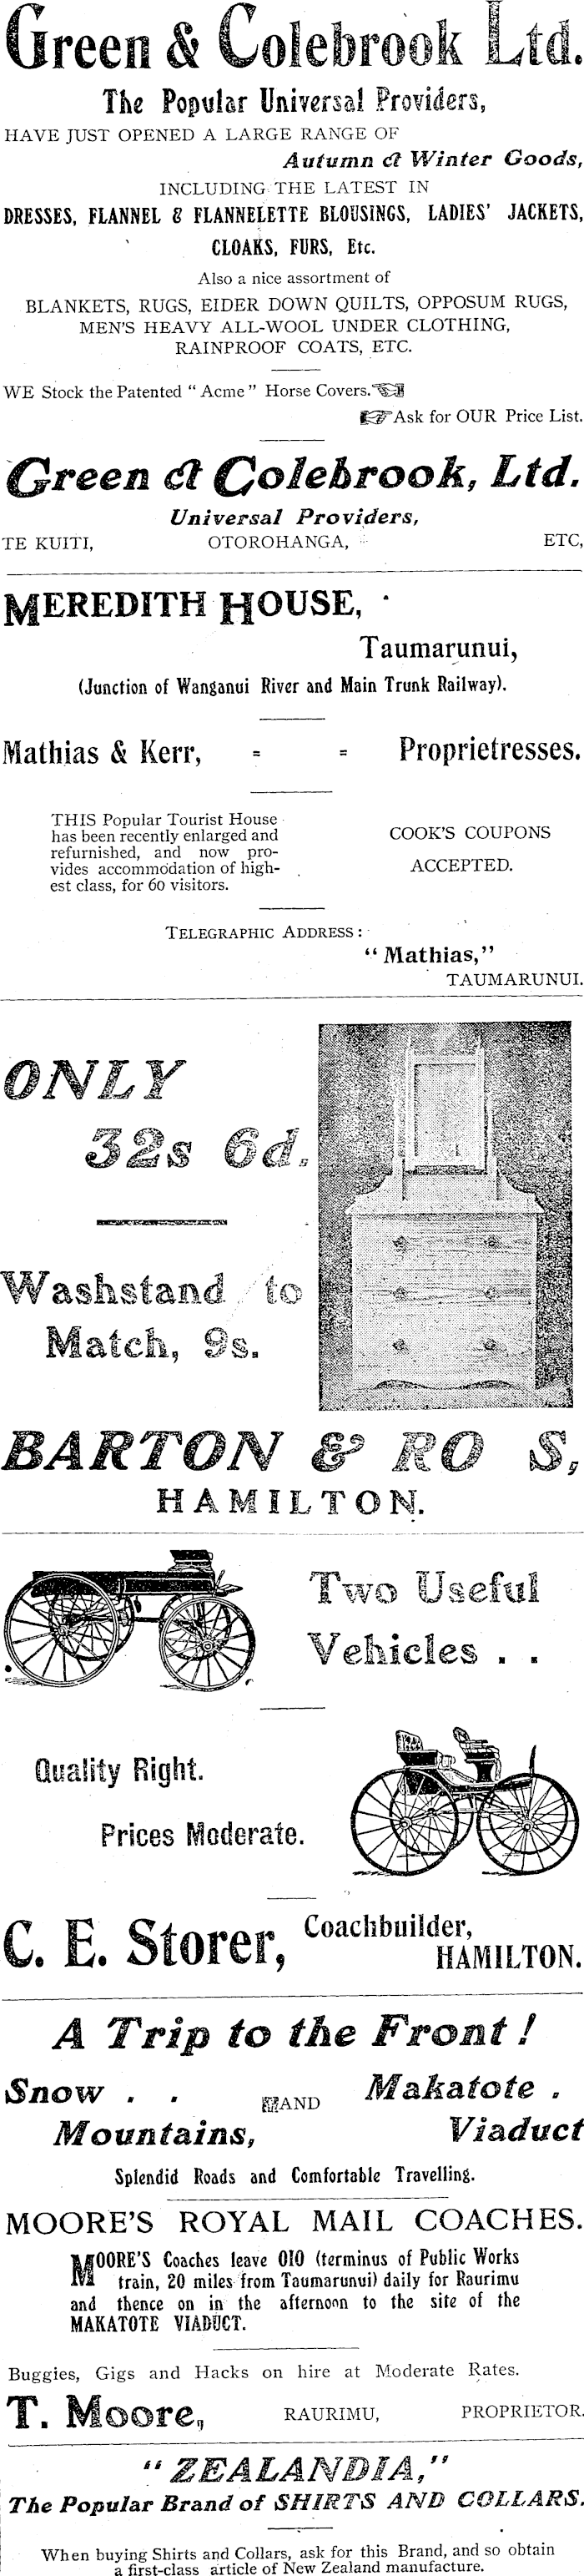 Green & Colebrook Ltd.
The Popular Universal Providers,
HAVE JUST OPENED A LARGE RANGE OF
Autumn & Winter Goods,
INCLUDING THE LATEST IN
DRESSES, FLANNEL & FLANNELETTE BLOUSINGS, LADIES' JACKETS,
CLOAKS, FURS, Etc.
Also a nice assortment of
BLANKETS, RUGS, EIDER DOWN QUILTS, OPPOSUM RUGS,
MEN'S HEAVY ALL-WOOL UNDER CLOTHING,
RAINPROOF COATS, ETC.
WE Stock the Patented "Acme" Horse Covers.
Ask for OUR Price List.
Green & Colebrook, Ltd.
Universal Providers,
TE KUITI, OTOROHANGA, ETC,
MEREDITH HOUSE,
Taumarunui,
(Junction of Wanganui River and Main Trunk Railway).
Mathias & Kerr, = = Proprietresses.
THIS Popular Tourist House
has been recently enlarged and
refurnished, and now pro-
vides accommodation of high-
est class, for 60 visitors.
COOK'S COUPONS
ACCEPTED.
TELEGRAPHIC ADDRESS:
"Mathias,"
TAUMARUNUI.
ONLY
32s 6d.
Washstand to
Match, 9s.
BARTON & RO S,
HAMILTON.
Two Useful
Vehicles . .
Quality Right.
Prices Moderate.
C. E. Storer, Coachbuilder,
HAMILTON.
A Trip to the Front!
Snow . .
Mountains,
AND
Makatote .
Viaduct
Splendid Roads and Comfortable Travelling.
MOORE'S ROYAL MAIL COACHES.
MOORE'S Coaches leave OIO (terminus of Public Works
train, 20 miles from Taumarunui) daily for Raurimu
and thence on in the afternoon to the site of the
MAKATOTE VIADUCT.
Buggies, Gigs and Hacks on hire at Moderate Rates.
T. Moore, RAURIMU, PROPRIETOR.
"ZEALANDIA,"
The Popular Brand of SHIRTS AND COLLARS.
When buying Shirts and Collars, ask for this Brand, and so obtain
a first-class article of New Zealand manufacture.